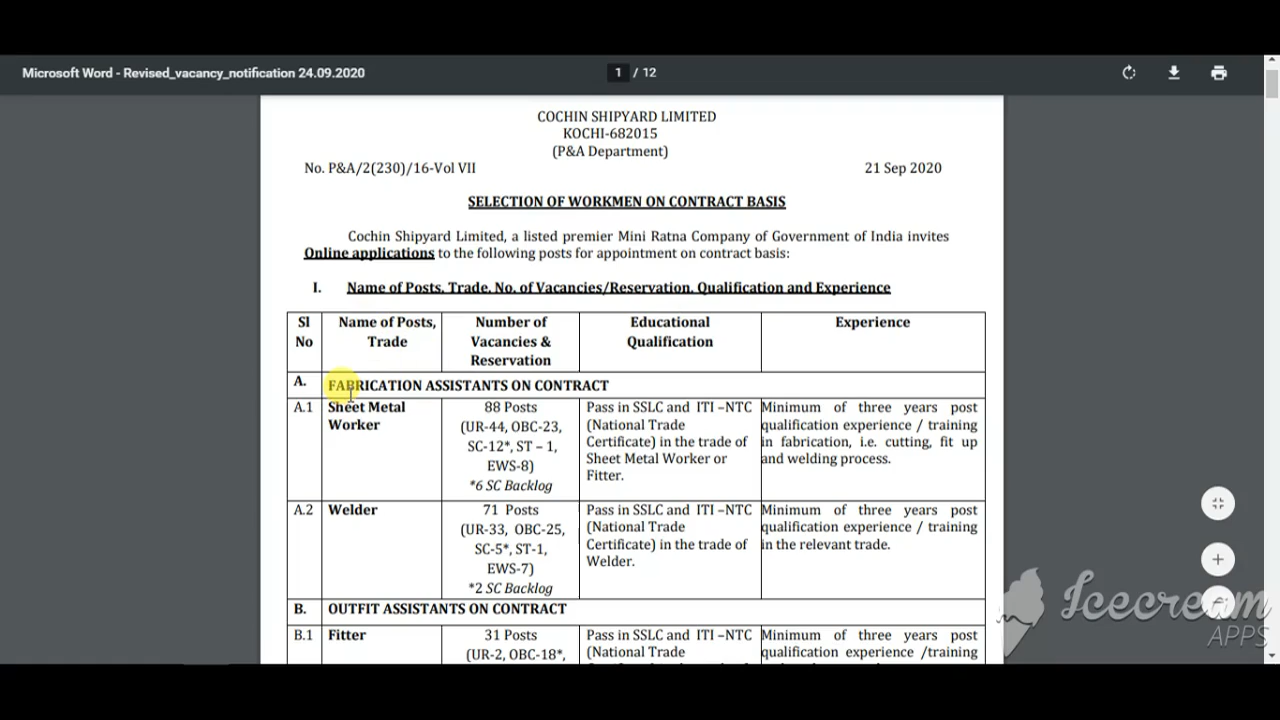 Microsoft Word - Revised_vacancy_notification 24.09.2020
1 / 12
COCHIN SHIPYARD LIMITED
KOCHI-682015
(P&A Department)
No. P&A/2(230)/16-Vol VII 21 Sep 2020
SELECTION OF WORKMEN ON CONTRACT BASIS
Cochin Shipyard Limited, a listed premier Mini Ratna Company of Government of India invites
Online applications to the following posts for appointment on contract basis:
I. Name of Posts, Trade, No. of Vacancies/Reservation, Qualification and Experience
Sl
No
Name of Posts,
Trade
Number of
Vacancies &
Reservation
Educational
Qualification
Experience
A. FABRICATION ASSISTANTS ON CONTRACT
A.1
Sheet Metal
Worker
88 Posts
(UR-44, OBC-23,
SC-12*, ST – 1,
EWS-8)
*6 SC Backlog
Pass in SSLC and ITI –NTC
(National Trade
Certificate) in the trade of
Sheet Metal Worker or
Fitter.
Minimum of three years post
qualification experience / training
in fabrication, i.e. cutting, fit up
and welding process.
A.2
Welder
71 Posts
(UR-33, OBC-25,
SC-5*, ST-1,
EWS-7)
*2 SC Backlog
Pass in SSLC and ITI –NTC
(National Trade
Certificate) in the trade of
Welder.
Minimum of three years post
qualification experience / training
in the relevant trade.
B. OUTFIT ASSISTANTS ON CONTRACT
B.1
Fitter
31 Posts
(UR-2, OBC-18*,
Pass in SSLC and ITI –NTC
Minimum of three years post
qualification experience /training
Icecream
APPS